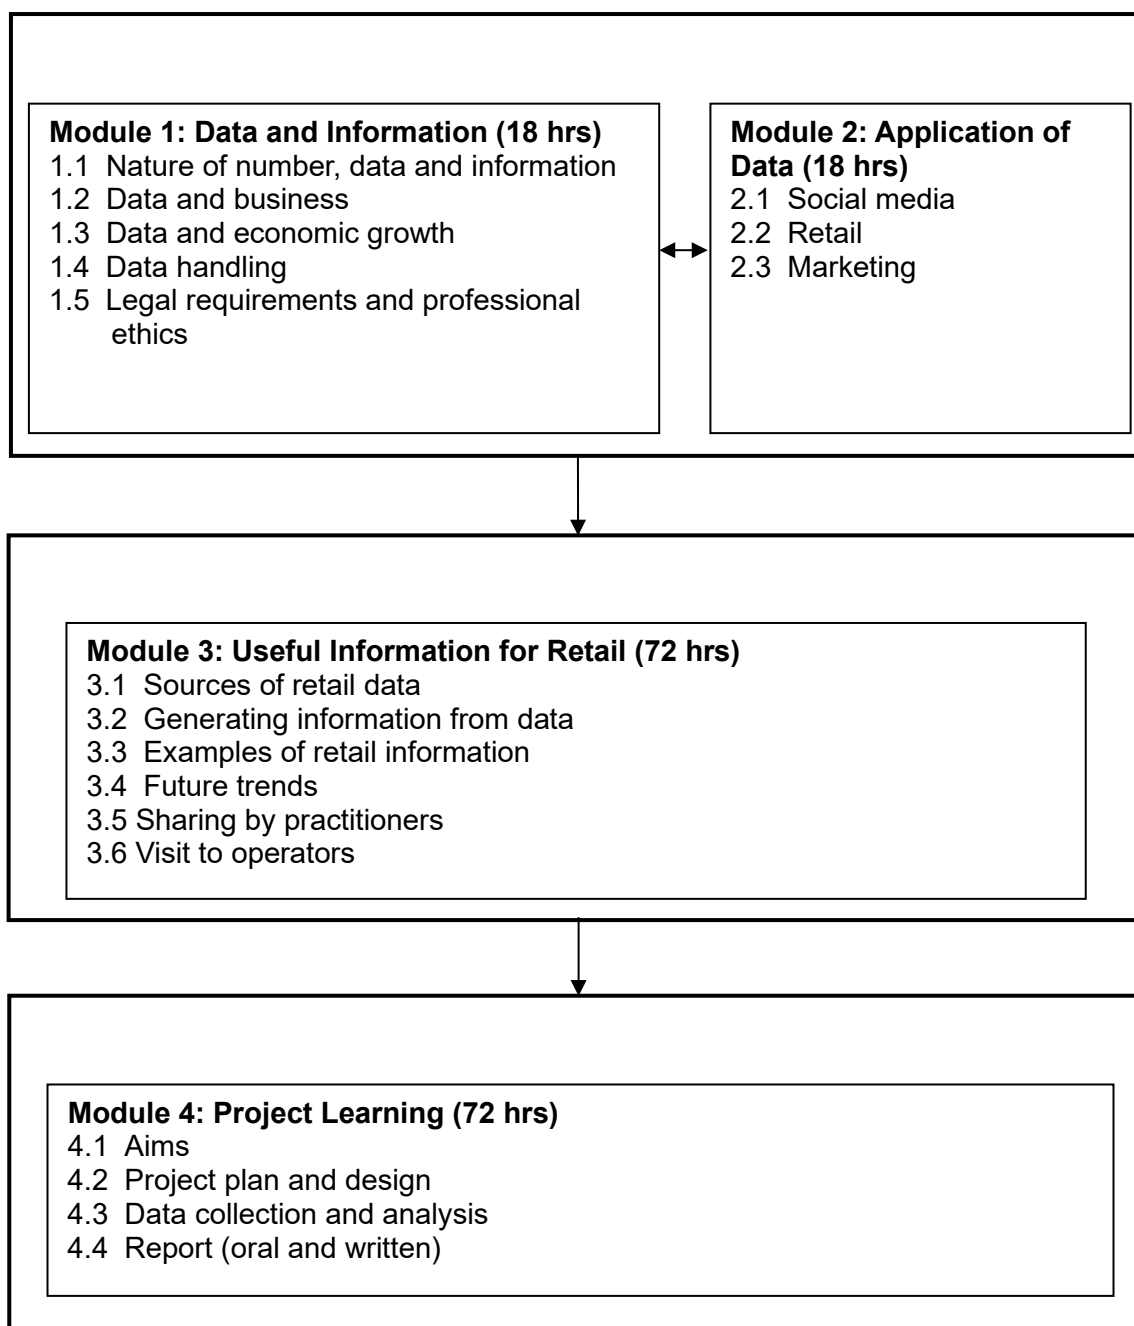 Module 1: Data and Information (18 hrs)
1.1 Nature of number, data and information
1.2 Data and business
1.3 Data and economic growth
1.4 Data handling
1.5 Legal requirements and professional
ethics
Module 2: Application of
Data (18 hrs)
2.1 Social media
2.2 Retail
2.3 Marketing
Module 3: Useful Information for Retail (72 hrs)
3.1 Sources of retail data
3.2 Generating information from data
3.3 Examples of retail information
3.4 Future trends
3.5 Sharing by practitioners
3.6 Visit to operators
Module 4: Project Learning (72 hrs)
4.1 Aims
4.2 Project plan and design
4.3 Data collection and analysis
4.4 Report (oral and written)